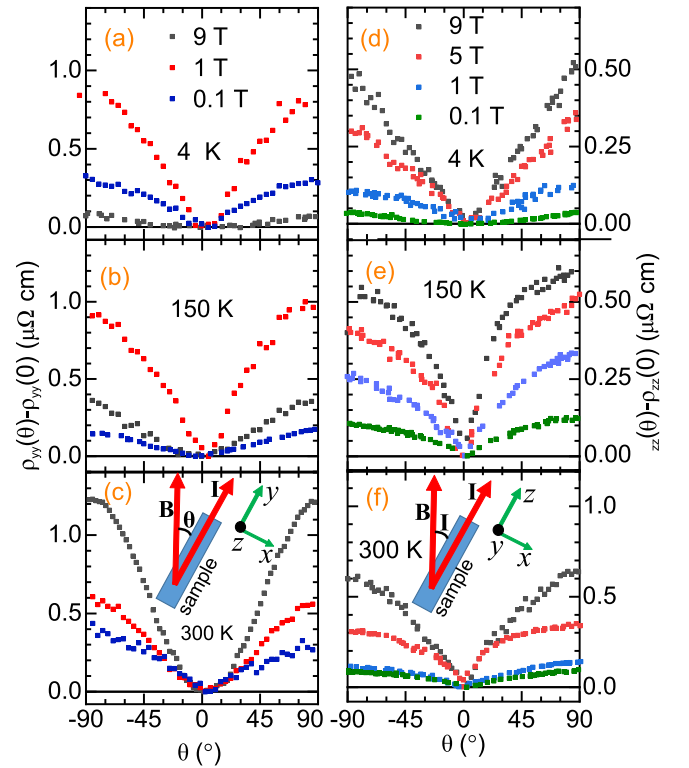 (a)
9 T
1 T
0.1 T
4 K
1.0
0.5
0.0
(d)
9 T
5 T
1 T
0.1 T
4 K
0.50
0.25
0.00
(b)
150 K
1.0
0.5
0.0
(e)
150 K
0.50
0.25
0.00
ρyy(θ)-ρyy(0) (μΩ cm)
zz(θ)-ρzz(0) (μΩ cm)
(c)
B
I
θ
y
z
x
sample
300 K
1.0
0.5
0.0
(f)
B
I
I
z
y
x
sample
300 K
1.0
0.5
0.0
-90 -45 0 45 90
-90 -45 0 45 90
θ (°)
θ (°)